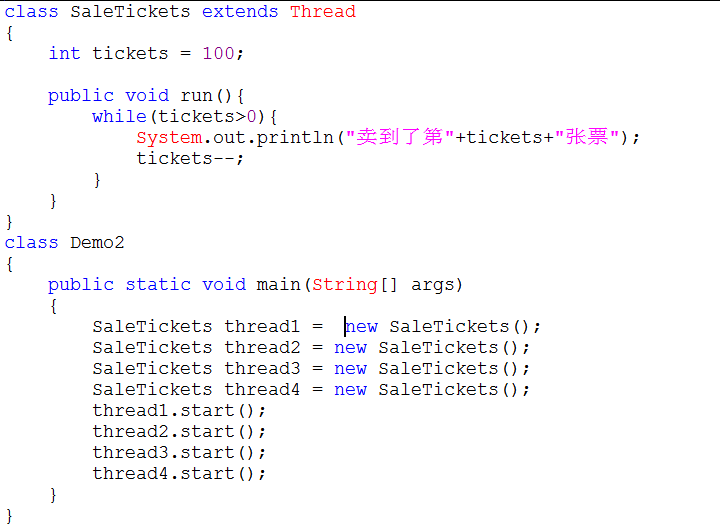 class SaleTickets extends Thread
{
    int tickets = 100;

    public void run(){
        while(tickets>0){
            System.out.println("卖到了第"+tickets+"张票");
            tickets--;
        }
    }
}
class Demo2
{
    public static void main(String[] args)
    {
        SaleTickets thread1 =  new SaleTickets();
        SaleTickets thread2 = new SaleTickets();
        SaleTickets thread3 = new SaleTickets();
        SaleTickets thread4 = new SaleTickets();
        thread1.start();
        thread2.start();
        thread3.start();
        thread4.start();
    }
}